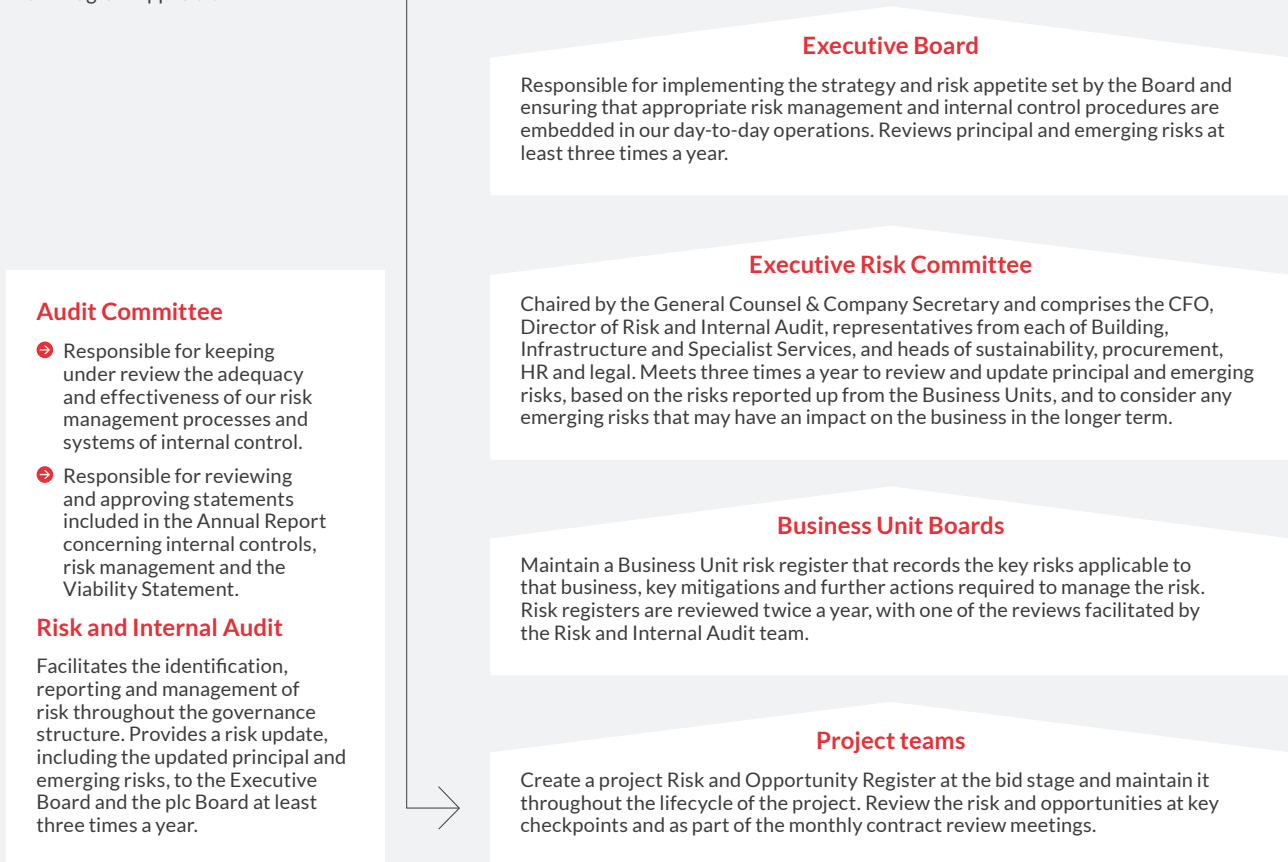 Executive Board
Responsible for implementing the strategy and risk appetite set by the Board and
ensuring that appropriate risk management and internal control procedures are
embedded in our day-to-day operations. Reviews principal and emerging risks at
least three times a year.
Executive Risk Committee
Chaired by the General Counsel & Company Secretary and comprises the CFO,
Director of Risk and Internal Audit, representatives from each of Building,
Infrastructure and Specialist Services, and heads of sustainability, procurement,
HR and legal. Meets three times a year to review and update principal and emerging
risks, based on the risks reported up from the Business Units, and to consider any
emerging risks that may have an impact on the business in the longer term.
Audit Committee
Responsible for keeping
under review the adequacy
and effectiveness of our risk
management processes and
systems of internal control.
Responsible for reviewing
and approving statements
included in the Annual Report
concerning internal controls,
risk management and the
Viability Statement.
Risk and Internal Audit
Facilitates the identification,
reporting and management of
risk throughout the governance
structure. Provides a risk update,
including the updated principal and
emerging risks, to the Executive
Board and the plc Board at least
three times a year.
Business Unit Boards
Maintain a Business Unit risk register that records the key risks applicable to
that business, key mitigations and further actions required to manage the risk.
Risk registers are reviewed twice a year, with one of the reviews facilitated by
the Risk and Internal Audit team.
Project teams
Create a project Risk and Opportunity Register at the bid stage and maintain it
throughout the lifecycle of the project. Review the risk and opportunities at key
checkpoints and as part of the monthly contract review meetings.